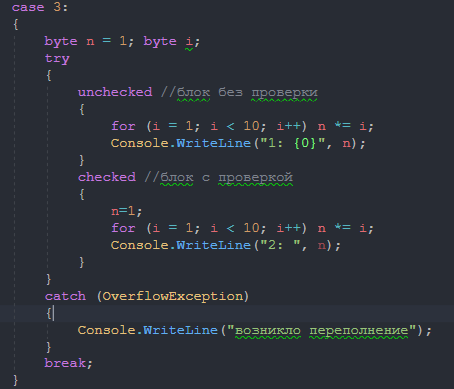 case 3:
{
byte n = 1; byte i;
try
{
unchecked //блок без проверки
{
for (i = 1; i < 10; i++) n *= i;
Console.WriteLine("1: {0}", n);
}
checked //блок с проверкой
{
n=1;
for (i = 1; i < 10; i++) n *= i;
Console.WriteLine("2: ", n);
}
}
catch (OverflowException)
{
Console.WriteLine("возникло переполнение");
}
break;
}